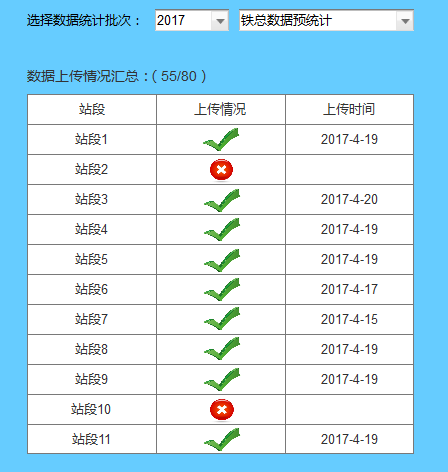 选择数据统计批次： 2017 铁总数据预统计
数据上传情况汇总：( 55/80 )
站段 上传情况 上传时间
站段1 2017-4-19
站段2
站段3 2017-4-20
站段4 2017-4-19
站段5 2017-4-19
站段6 2017-4-17
站段7 2017-4-15
站段8 2017-4-19
站段9 2017-4-19
站段10
站段11 2017-4-19